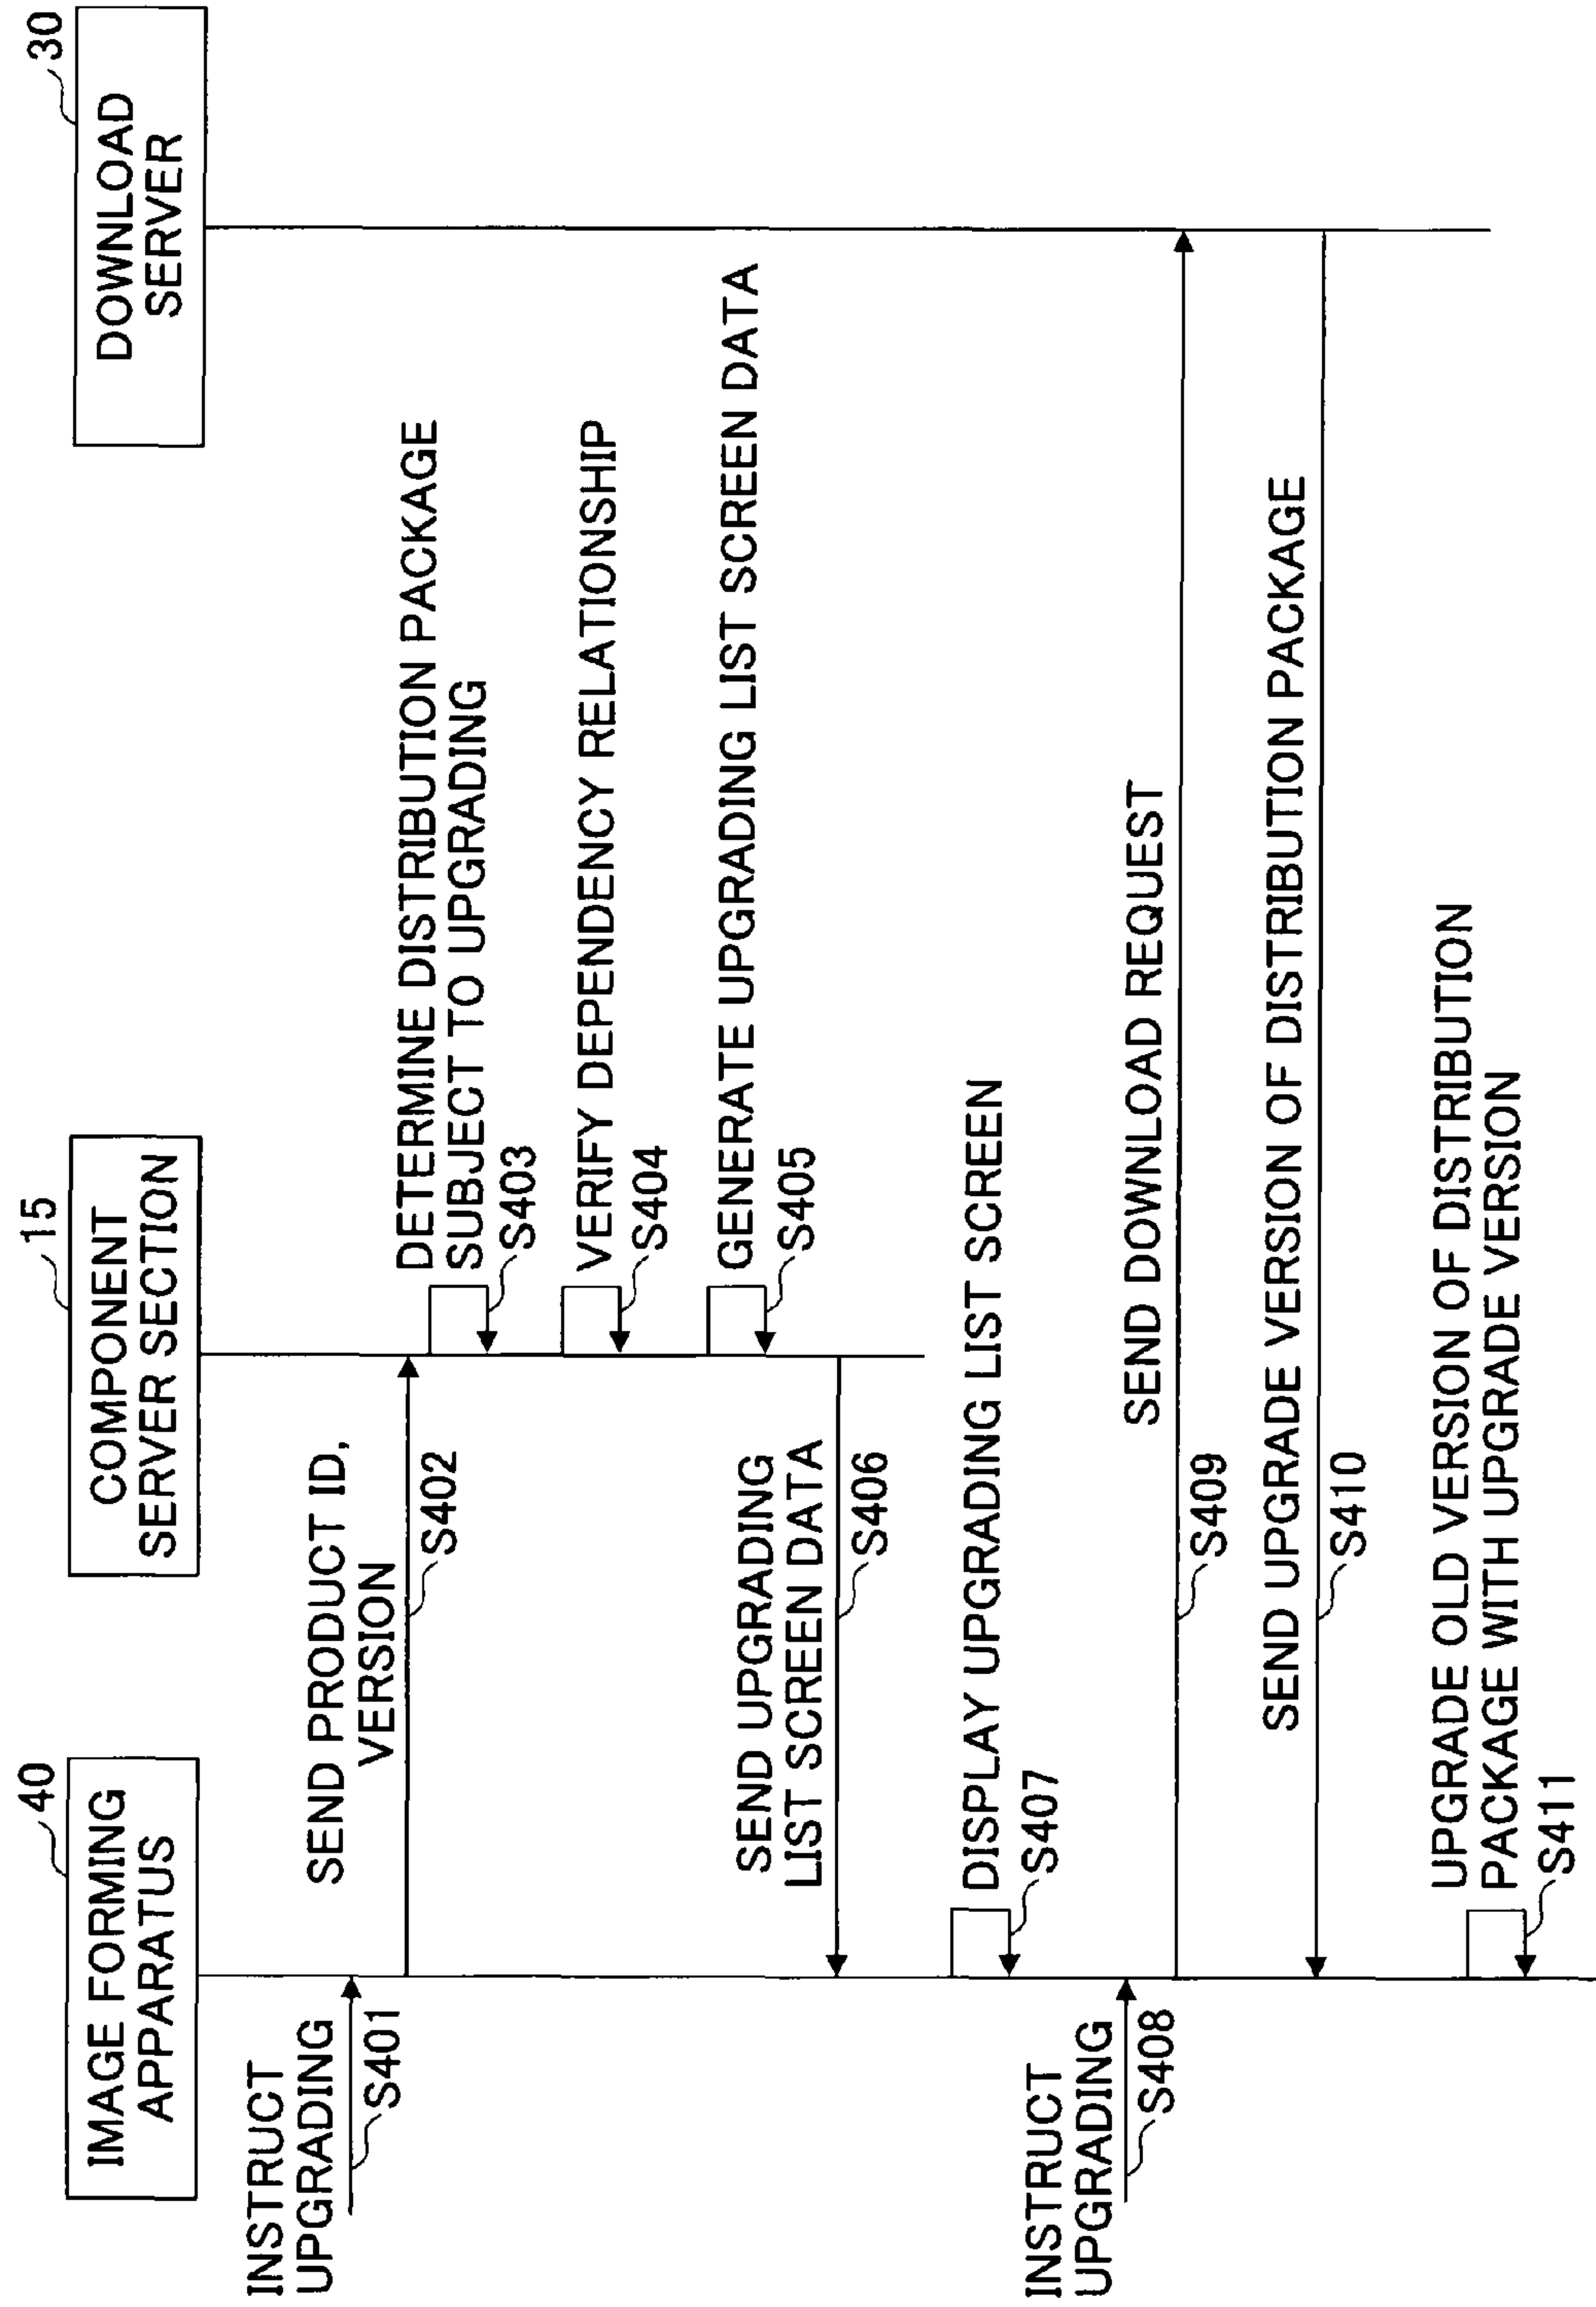 IMAGE FORMING
APPARATUS
40
COMPONENT
SERVER SECTION
15
DOWNLOAD
SERVER
30
INSTRUCT
UPGRADING
S401
SEND PRODUCT ID,
VERSION
S402
DETERMINE DISTRIBUTION PACKAGE
SUBJECT TO UPGRADING
S403
VERIFY DEPENDENCY RELATIONSHIP
S404
GENERATE UPGRADING LIST SCREEN DATA
S405
SEND UPGRADING
LIST SCREEN DATA
S406
DISPLAY UPGRADING LIST SCREEN
S407
INSTRUCT
UPGRADING
S408
SEND DOWNLOAD REQUEST
S409
SEND UPGRADE VERSION OF DISTRIBUTION PACKAGE
S410
UPGRADE OLD VERSION OF DISTRIBUTION
PACKAGE WITH UPGRADE VERSION
S411